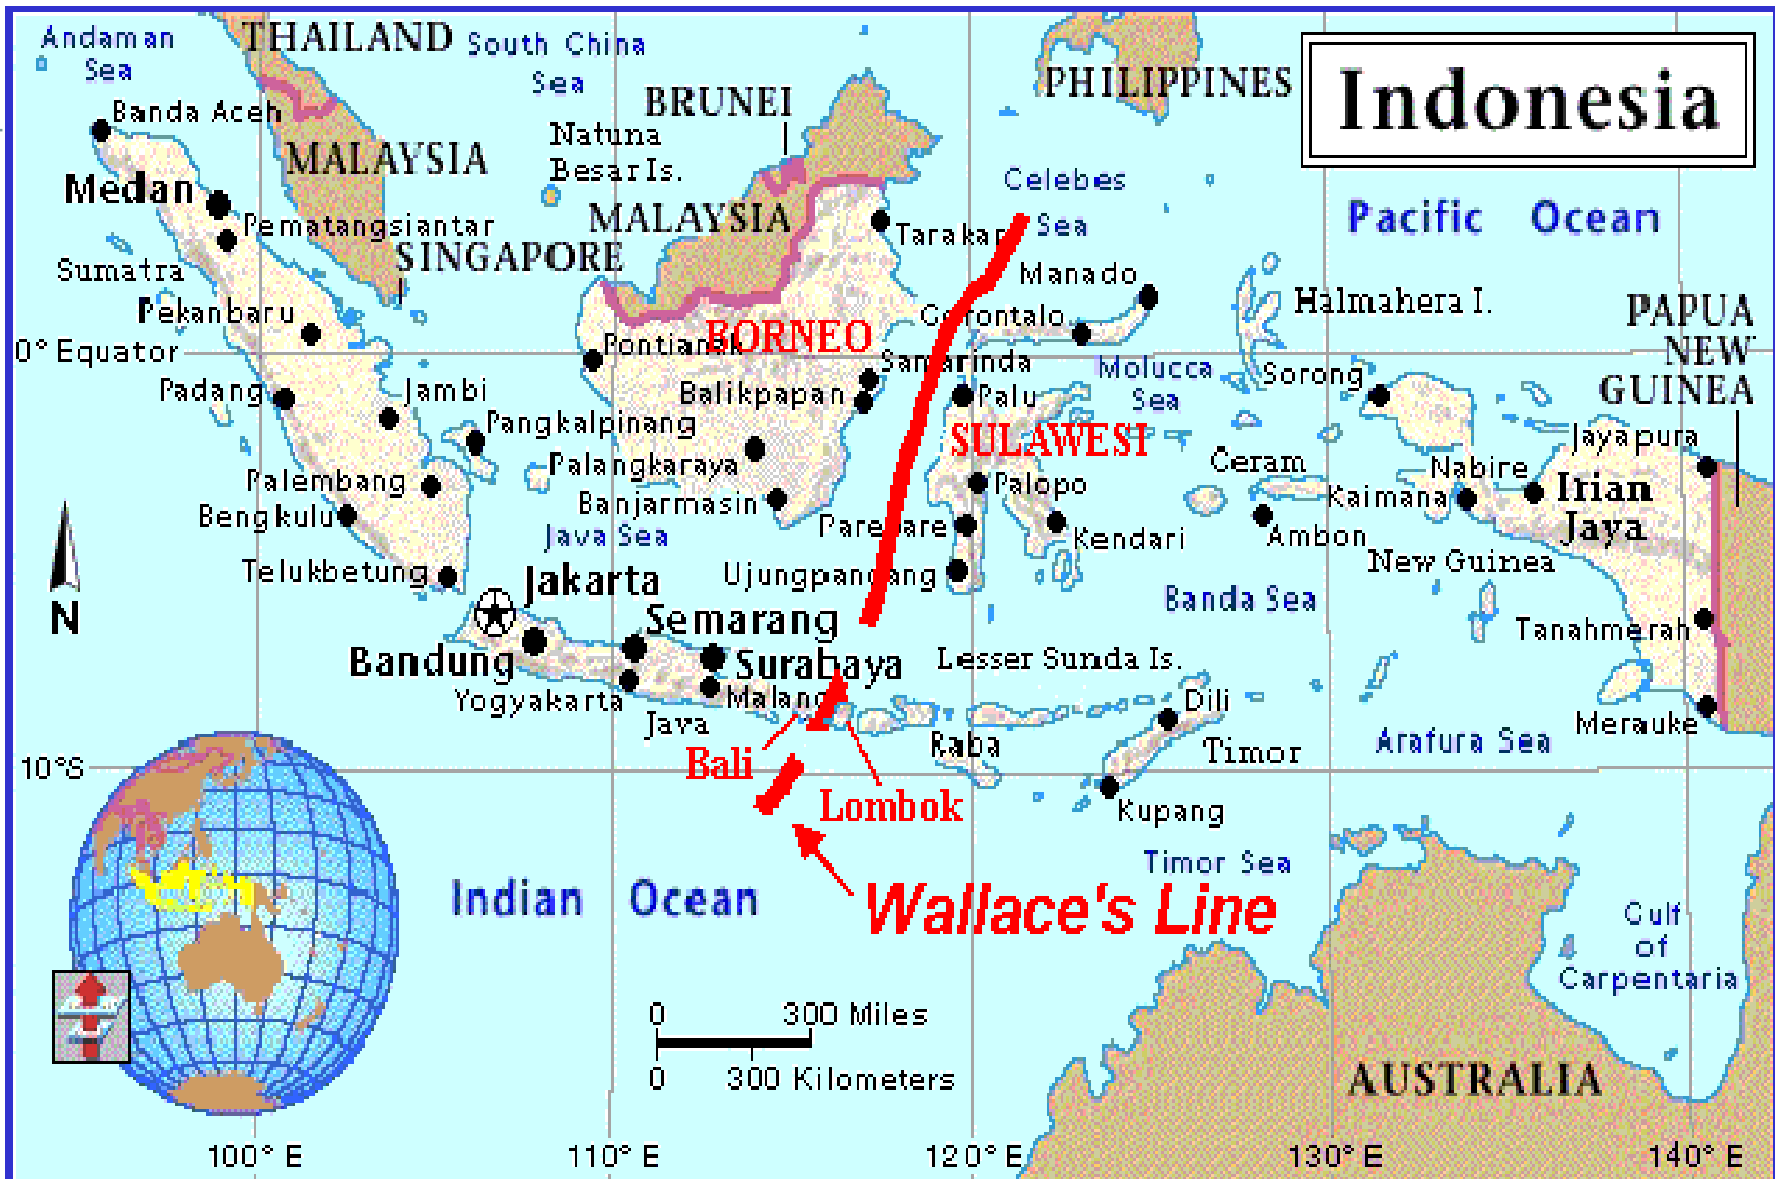 Andaman
Sea
THAILAND
South China
Sea
PHILIPPINES
Indonesia
BRUNEI
Banda Aceh
Natuna
Besar Is.
MALAYSIA
Medan
Celebes
Sea
Pacific Ocean
MALAYSIA
Pematangsiantar
Tarakan
SINGAPORE
Sumatra
Manado
Halmahera I.
Pekanbaru
Gorontalo
PAPUA
NEW
GUINEA
BORNEO
Pontianak
0° Equator
Samarinda
Molucca
Sea
Sorong
Padang
Jambi
Balikpapan
Palu
Pangkalpinang
SULAWESI
Jayapura
Palangkaraya
Ceram
Nabire
Palembang
Palopo
Irian
Jaya
Banjarmasin
Kaimana
Bengkulu
Java Sea
Parepare
Kendari
Ambon
New Guinea
Telukbetung
Jakarta
Ujungpandang
Banda Sea
N
Semarang
Tanahmerah
Bandung
Surabaya
Lesser Sunda Is.
Yogyakarta
Malang
Dili
Java
Merauke
Raba
Timor
Arafura Sea
Bali
10°S
Lombok
Kupang
Timor Sea
Wallace's Line
Indian Ocean
Gulf
of
Carpentaria
0 300 Miles
0 300 Kilometers
AUSTRALIA
100° E 110° E 120° E 130° E 140° E